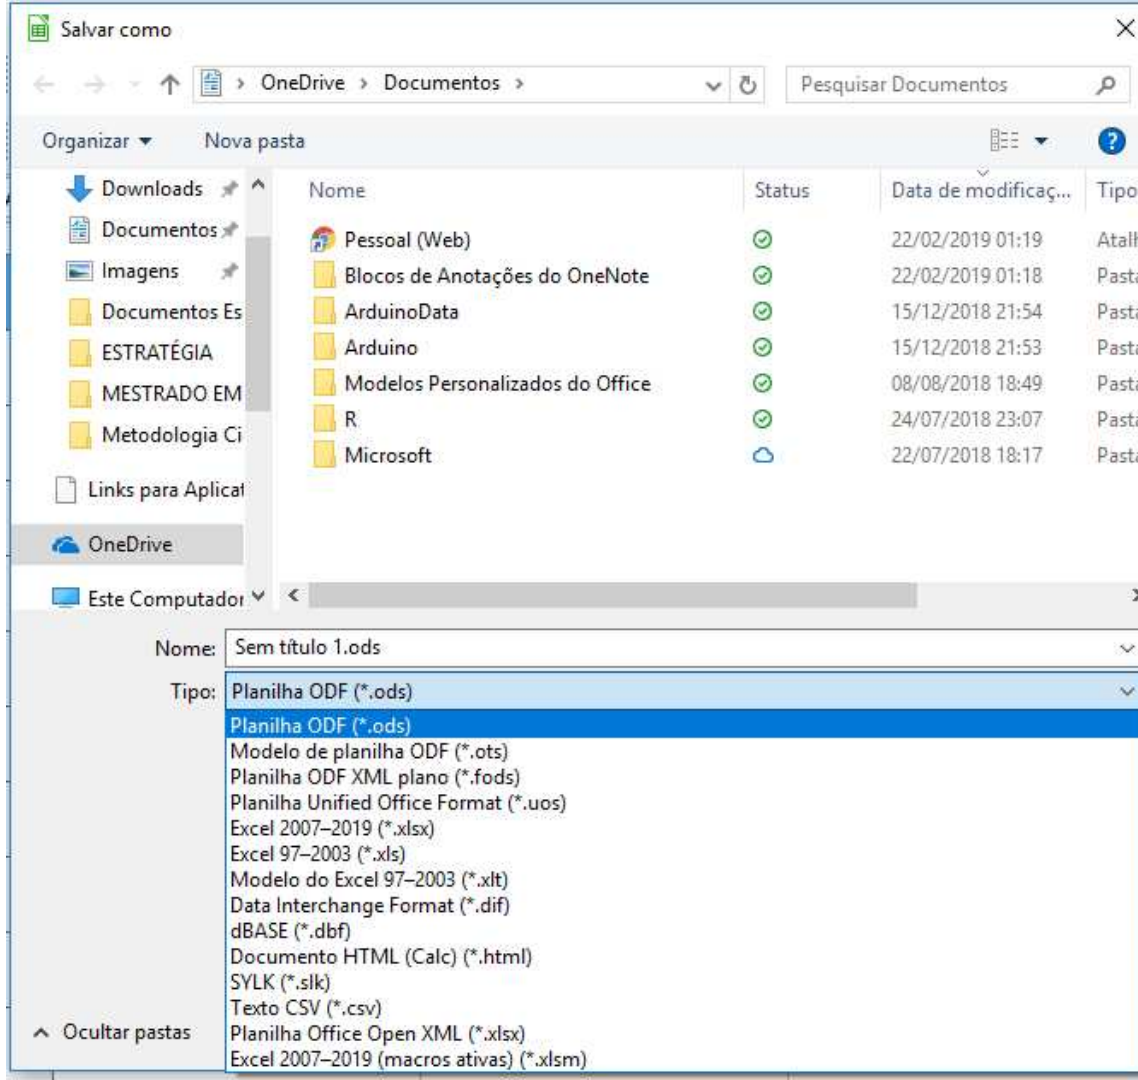 Salvar como
OneDrive > Documentos >
Pesquisar Documentos
Organizar
Nova pasta
Downloads
Documentos
Imagens
Documentos Es
ESTRATÉGIA
MESTRADO EM
Metodologia Ci
Links para Aplicat
OneDrive
Este Computador
Nome Status Data de modificaç... Tipo
Pessoal (Web) 22/02/2019 01:19 Atalh
Blocos de Anotações do OneNote 22/02/2019 01:18 Pasta
ArduinoData 15/12/2018 21:54 Pasta
Arduino 15/12/2018 21:53 Pasta
Modelos Personalizados do Office 08/08/2018 18:49 Pasta
R 24/07/2018 23:07 Pasta
Microsoft 22/07/2018 18:17 Pasta
Nome: Sem título 1.ods
Tipo: Planilha ODF (*.ods)
Planilha ODF (*.ods)
Modelo de planilha ODF (*.ots)
Planilha ODF XML plano (*.fods)
Planilha Unified Office Format (*.uos)
Excel 2007–2019 (*.xlsx)
Excel 97–2003 (*.xls)
Modelo do Excel 97–2003 (*.xlt)
Data Interchange Format (*.dif)
dBASE (*.dbf)
Documento HTML (Calc) (*.html)
SYLK (*.slk)
Texto CSV (*.csv)
Planilha Office Open XML (*.xlsx)
Excel 2007–2019 (macros ativas) (*.xlsm)
Ocultar pastas